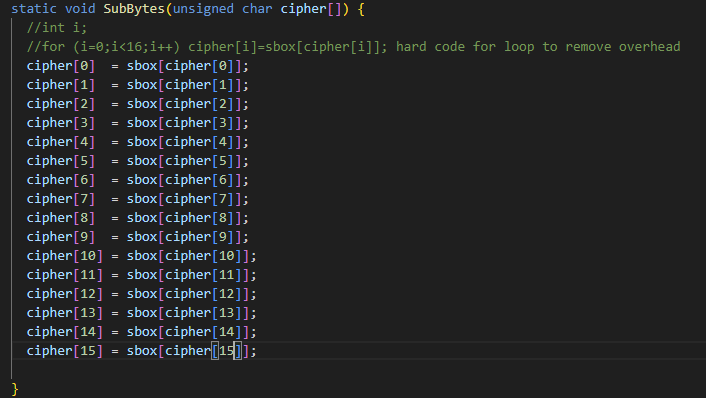 static void SubBytes(unsigned char cipher[]) {
  //int i;
  //for (i=0;i<16;i++) cipher[i]=sbox[cipher[i]]; hard code for loop to remove overhead
  cipher[0]  = sbox[cipher[0]];
  cipher[1]  = sbox[cipher[1]];
  cipher[2]  = sbox[cipher[2]];
  cipher[3]  = sbox[cipher[3]];
  cipher[4]  = sbox[cipher[4]];
  cipher[5]  = sbox[cipher[5]];
  cipher[6]  = sbox[cipher[6]];
  cipher[7]  = sbox[cipher[7]];
  cipher[8]  = sbox[cipher[8]];
  cipher[9]  = sbox[cipher[9]];
  cipher[10] = sbox[cipher[10]];
  cipher[11] = sbox[cipher[11]];
  cipher[12] = sbox[cipher[12]];
  cipher[13] = sbox[cipher[13]];
  cipher[14] = sbox[cipher[14]];
  cipher[15] = sbox[cipher[15]];
}